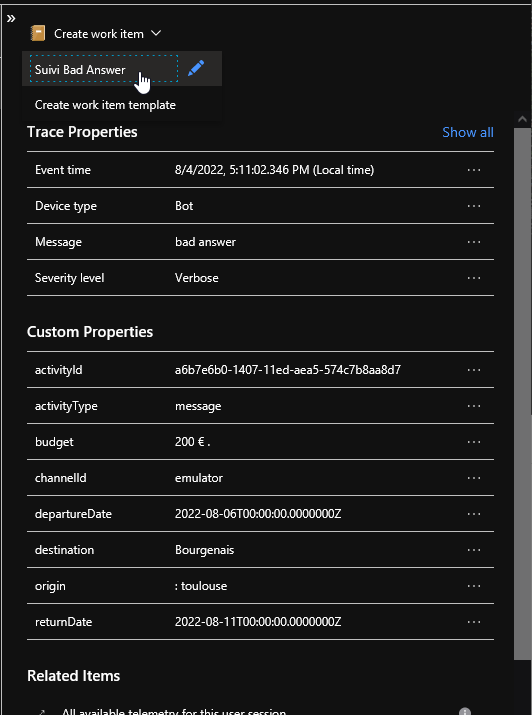 »
Create work item
Suivi Bad Answer
Create work item template
Trace Properties Show all
Event time 8/4/2022, 5:11:02.346 PM (Local time) ...
Device type Bot ...
Message bad answer ...
Severity level Verbose ...
Custom Properties
activityId a6b7e6b0-1407-11ed-aea5-574c7b8aa8d7 ...
activityType message ...
budget 200 € . ...
channelId emulator ...
departureDate 2022-08-06T00:00:00.0000000Z ...
destination Bourgenais ...
origin : toulouse ...
returnDate 2022-08-11T00:00:00.0000000Z ...
Related Items
All available telemetry for this user session